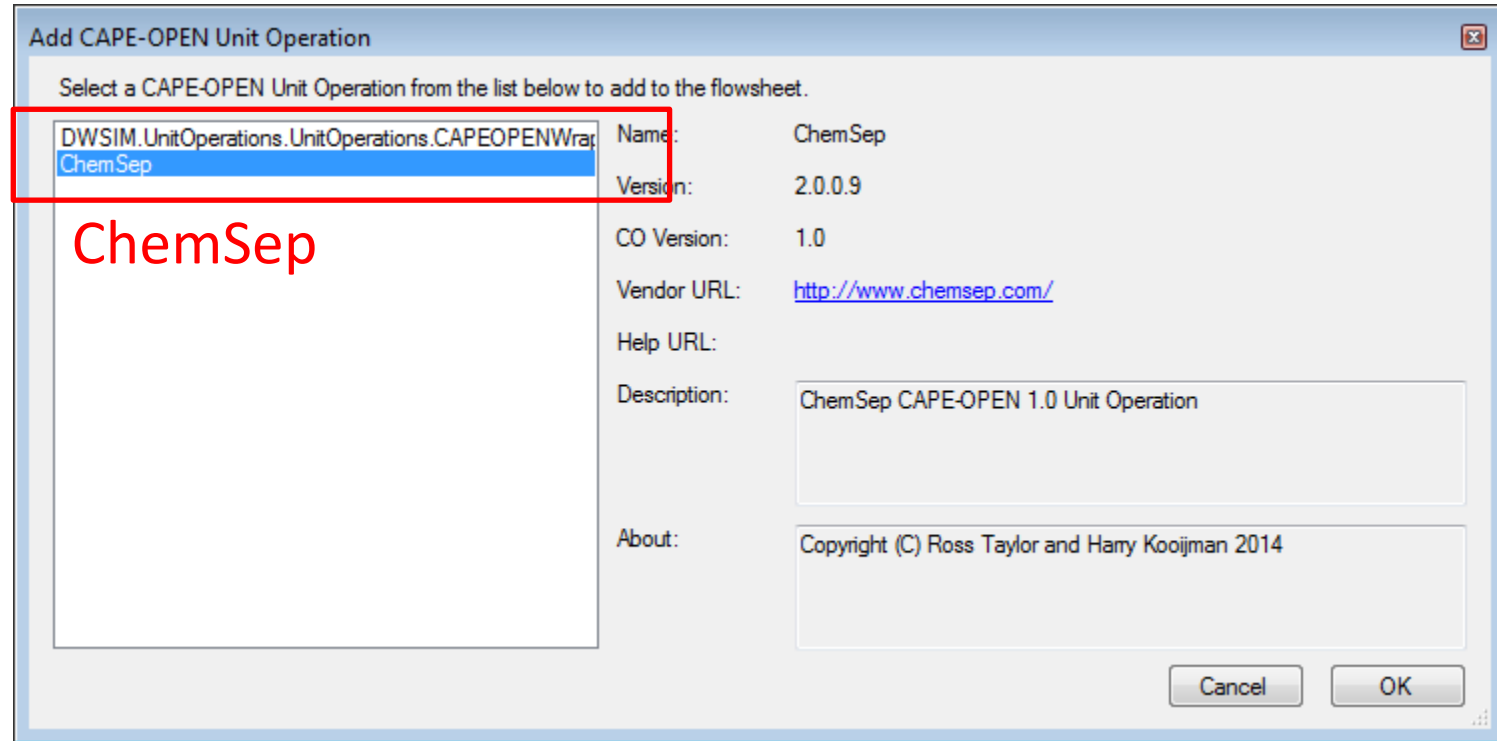 Add CAPE-OPEN Unit Operation
Select a CAPE-OPEN Unit Operation from the list below to add to the flowsheet.
DWSIM.UnitOperations.UnitOperations.CAPEOPENWrap
ChemSep
ChemSep
Name: ChemSep
Version: 2.0.0.9
CO Version: 1.0
Vendor URL: http://www.chemsep.com/
Help URL:
Description: ChemSep CAPE-OPEN 1.0 Unit Operation
About: Copyright (C) Ross Taylor and Harry Kooijman 2014
Cancel OK